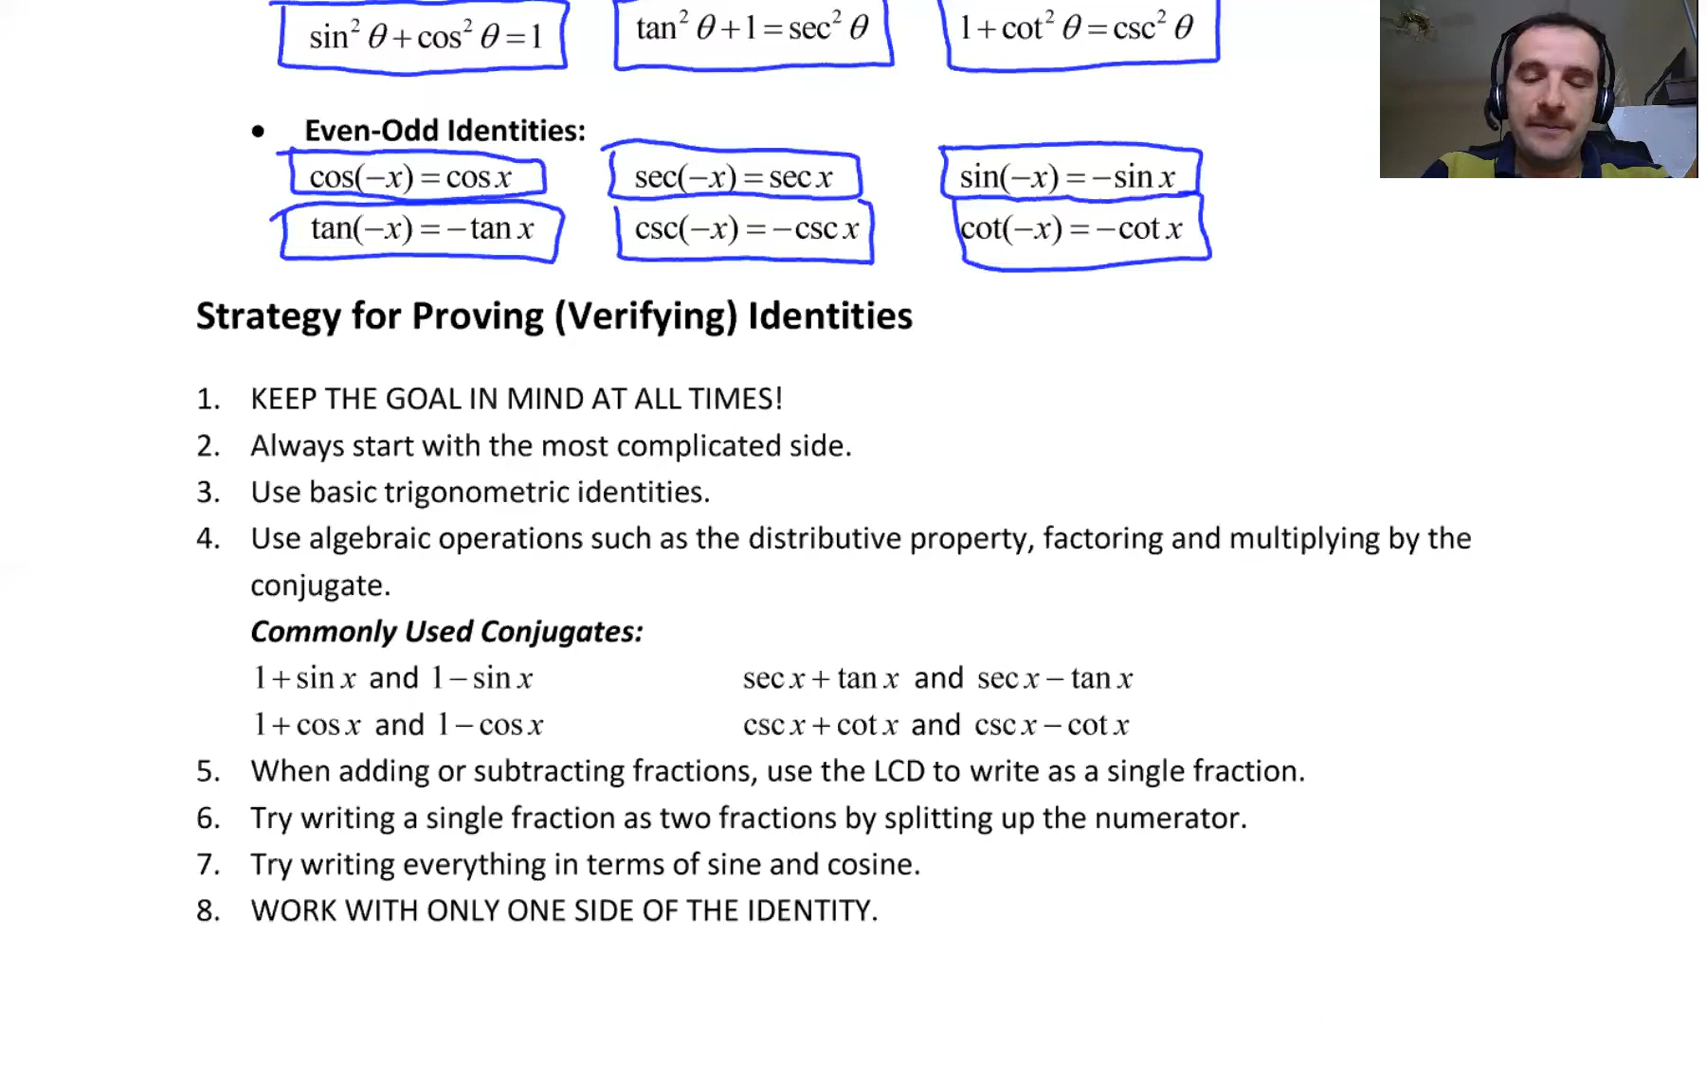 sin² θ + cos² θ = 1 tan² θ + 1 = sec² θ 1 + cot² θ = csc² θ
• Even-Odd Identities:
cos(−x) = cos x sec(−x) = sec x sin(−x) = −sin x
tan(−x) = −tan x csc(−x) = −csc x cot(−x) = −cot x
Strategy for Proving (Verifying) Identities
1. KEEP THE GOAL IN MIND AT ALL TIMES!
2. Always start with the most complicated side.
3. Use basic trigonometric identities.
4. Use algebraic operations such as the distributive property, factoring and multiplying by the
conjugate.
Commonly Used Conjugates:
1 + sin x and 1 − sin x sec x + tan x and sec x − tan x
1 + cos x and 1 − cos x csc x + cot x and csc x − cot x
5. When adding or subtracting fractions, use the LCD to write as a single fraction.
6. Try writing a single fraction as two fractions by splitting up the numerator.
7. Try writing everything in terms of sine and cosine.
8. WORK WITH ONLY ONE SIDE OF THE IDENTITY.